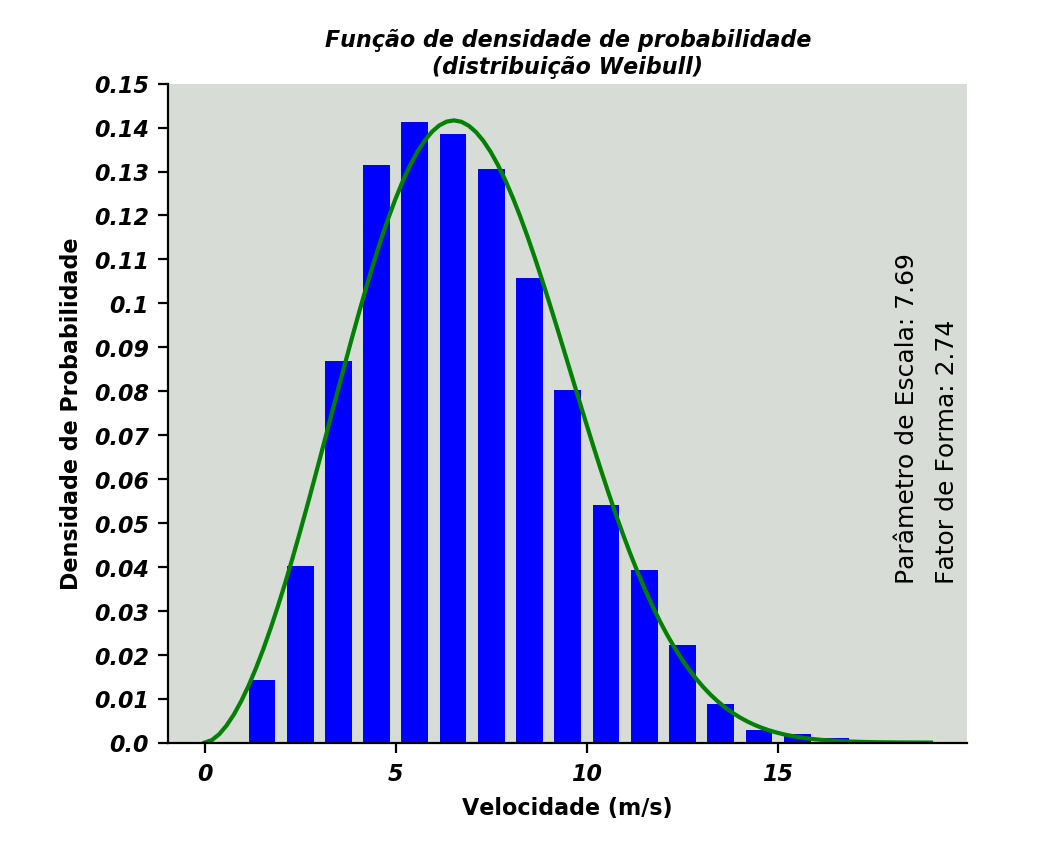 Função de densidade de probabilidade
(distribuição Weibull)
Densidade de Probabilidade
0.15
0.14
0.13
0.12
0.11
0.1
0.09
0.08
0.07
0.06
0.05
0.04
0.03
0.02
0.01
0.0
0 5 10 15
Velocidade (m/s)
Parâmetro de Escala: 7.69
Fator de Forma: 2.74